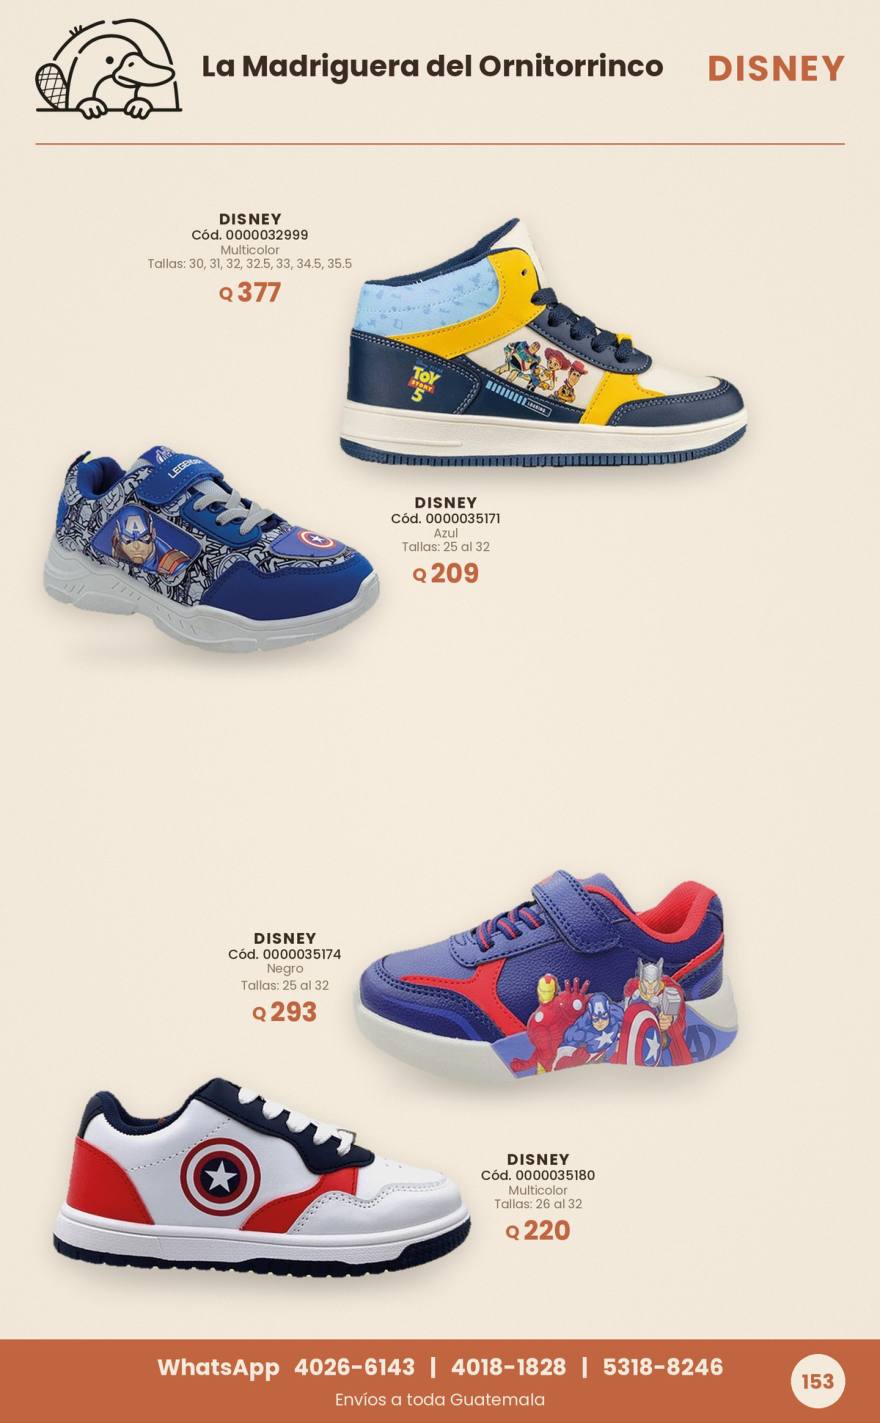 La Madriguera del Ornitorrinco
DISNEY
DISNEY
Cód. 0000032999
Multicolor
Tallas: 30, 31, 32, 32.5, 33, 34.5, 35.5
Q 377
TOY
STORY
5
LOADING
LEGEND
DISNEY
Cód. 0000035171
Azul
Tallas: 25 al 32
Q 209
DISNEY
Cód. 0000035174
Negro
Tallas: 25 al 32
Q 293
DISNEY
Cód. 0000035180
Multicolor
Tallas: 26 al 32
Q 220
WhatsApp 4026-6143 | 4018-1828 | 5318-8246
Envíos a toda Guatemala
153